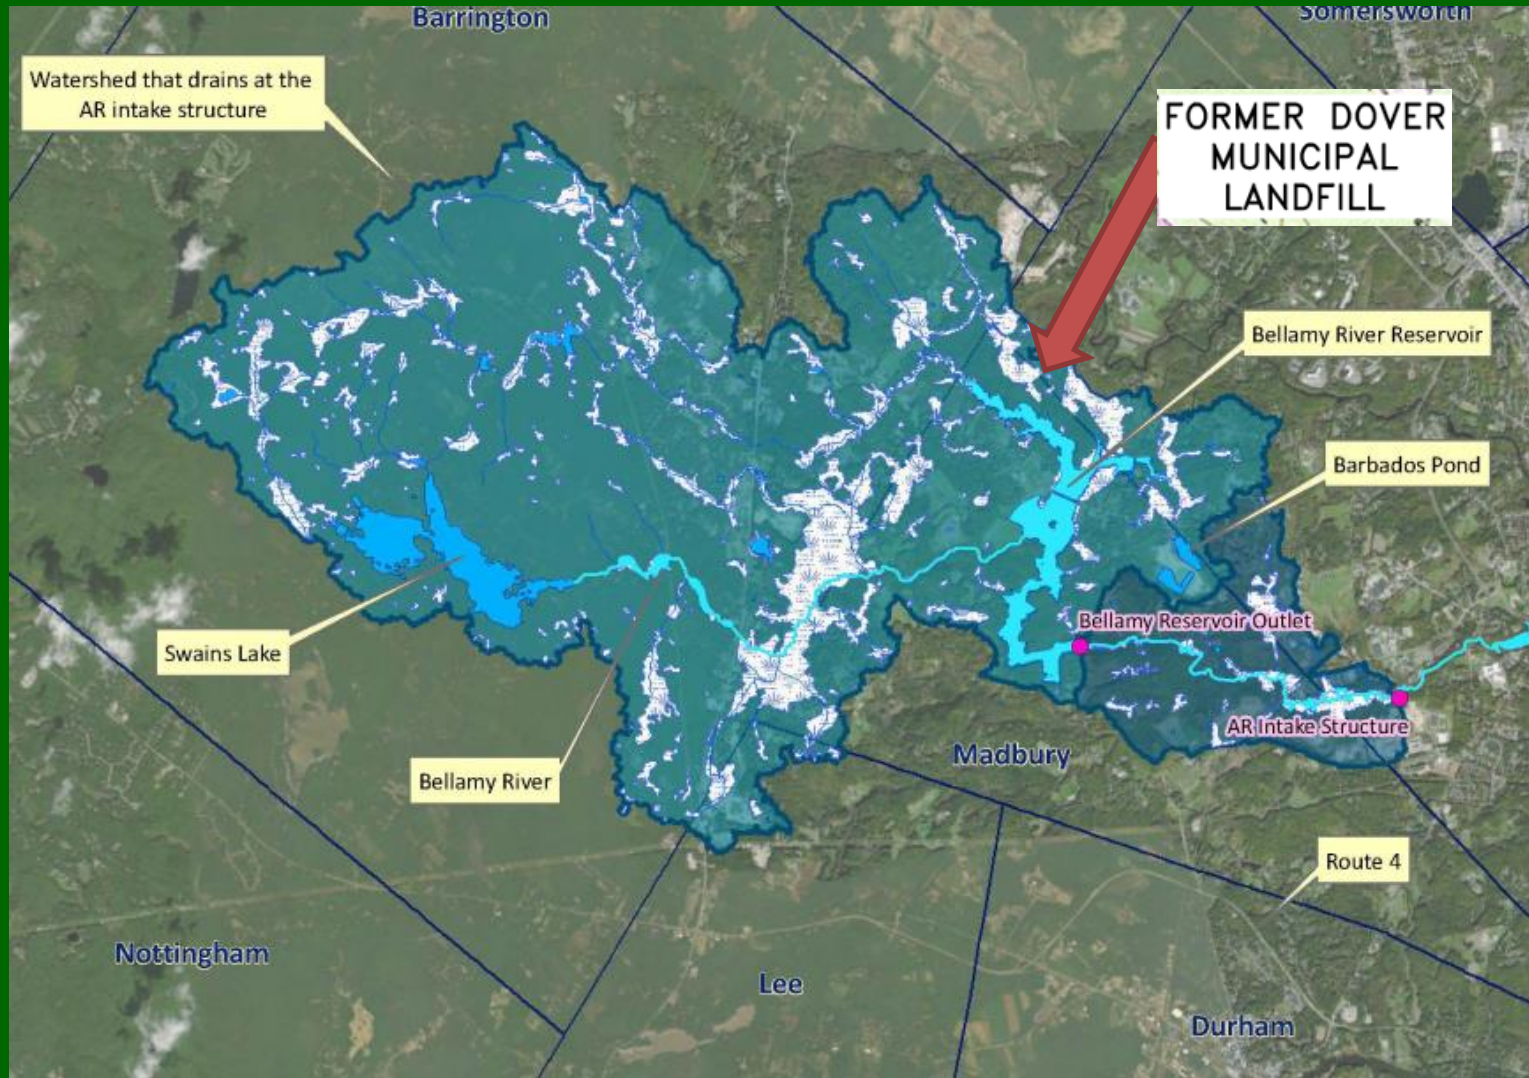 Barrington
Somersworth
Watershed that drains at the
AR intake structure
FORMER DOVER
MUNICIPAL
LANDFILL
Bellamy River Reservoir
Barbados Pond
Bellamy Reservoir Outlet
Swains Lake
AR Intake Structure
Madbury
Bellamy River
Route 4
Nottingham
Lee
Durham